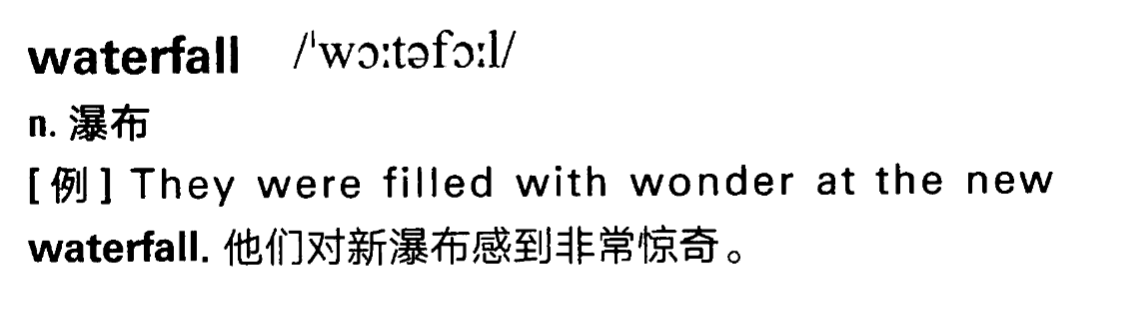 waterfall /ˈwɔːtəfɔːl/
n. 瀑布
[例] They were filled with wonder at the new
waterfall. 他们对新瀑布感到非常惊奇。